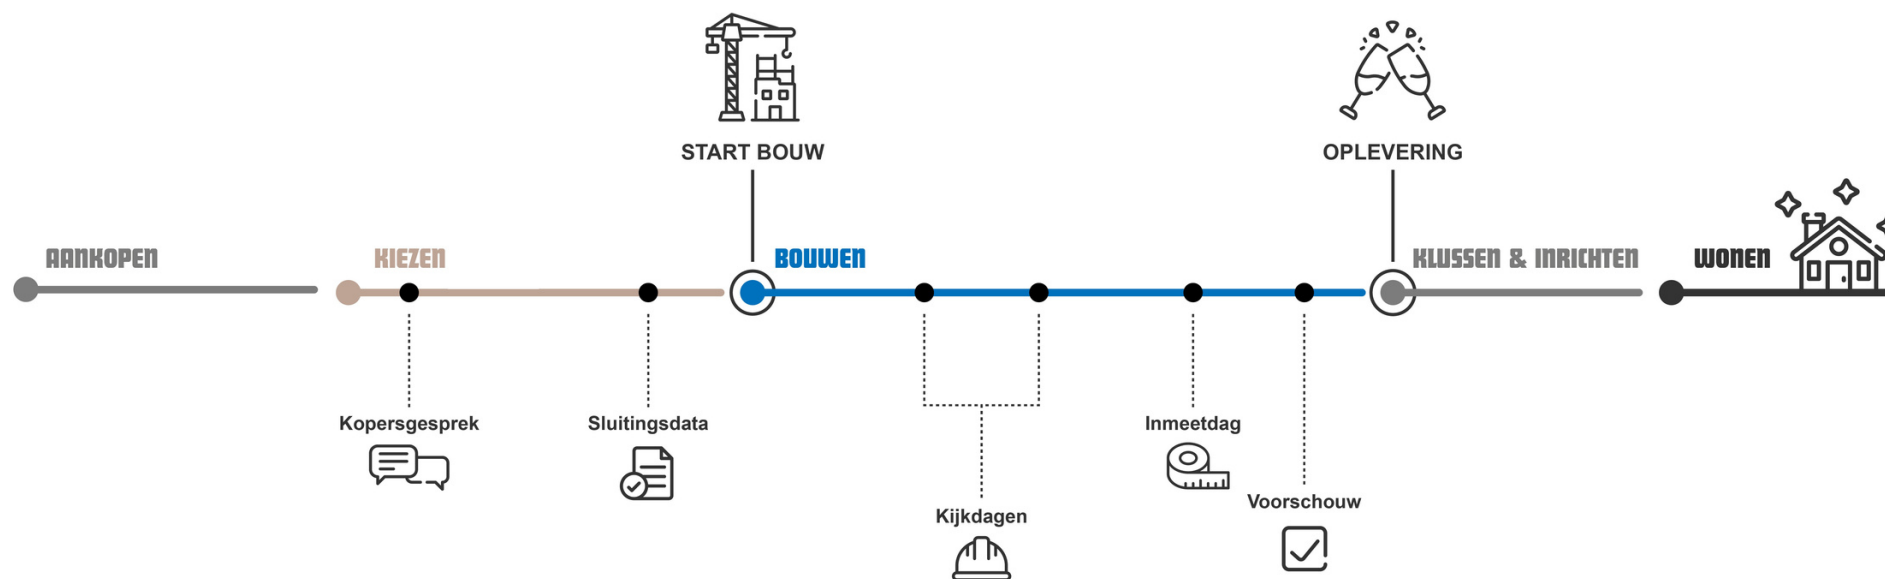 START BOUW
OPLEVERING
AANKOPEN
KIEZEN
BOUWEN
KLUSSEN & INRICHTEN
WONEN
Kopersgesprek
Sluitingsdata
Inmeetdag
Voorschouw
Kijkdagen